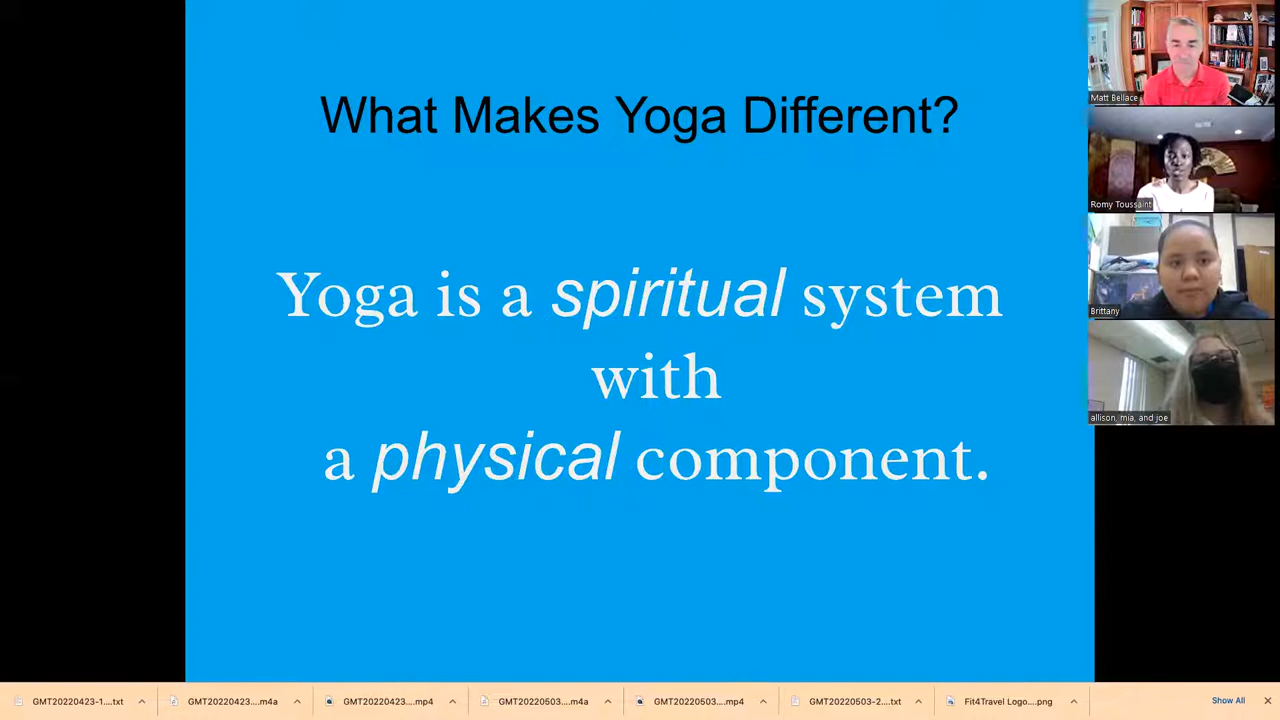 What Makes Yoga Different?
Yoga is a spiritual system
with
a physical component.
Matt Bellace
Romy Toussaint
Brittany
allison, mia, and joe
GMT20220423-1....txt
GMT20220423....m4a
GMT20220423....mp4
GMT20220503....m4a
GMT20220503....mp4
GMT20220503-2....txt
Fit4Travel Logo....png
Show All